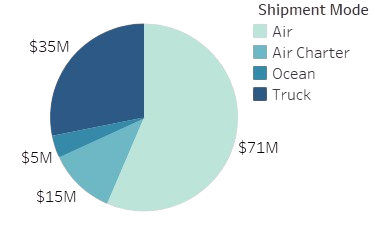 Shipment Mode
Air
Air Charter
Ocean
Truck
$35M
$71M
$5M
$15M